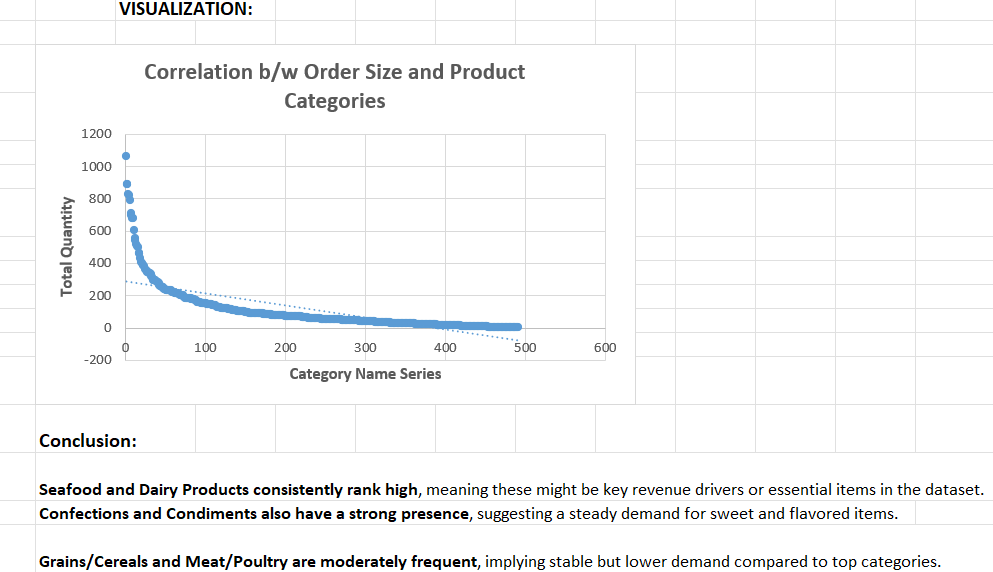 VISUALIZATION:
Correlation b/w Order Size and Product
Categories
1200
1000
800
600
400
200
0
-200
0 100 200 300 400 500 600
Total Quantity
Category Name Series
Conclusion:
Seafood and Dairy Products consistently rank high, meaning these might be key revenue drivers or essential items in the dataset.
Confections and Condiments also have a strong presence, suggesting a steady demand for sweet and flavored items.
Grains/Cereals and Meat/Poultry are moderately frequent, implying stable but lower demand compared to top categories.